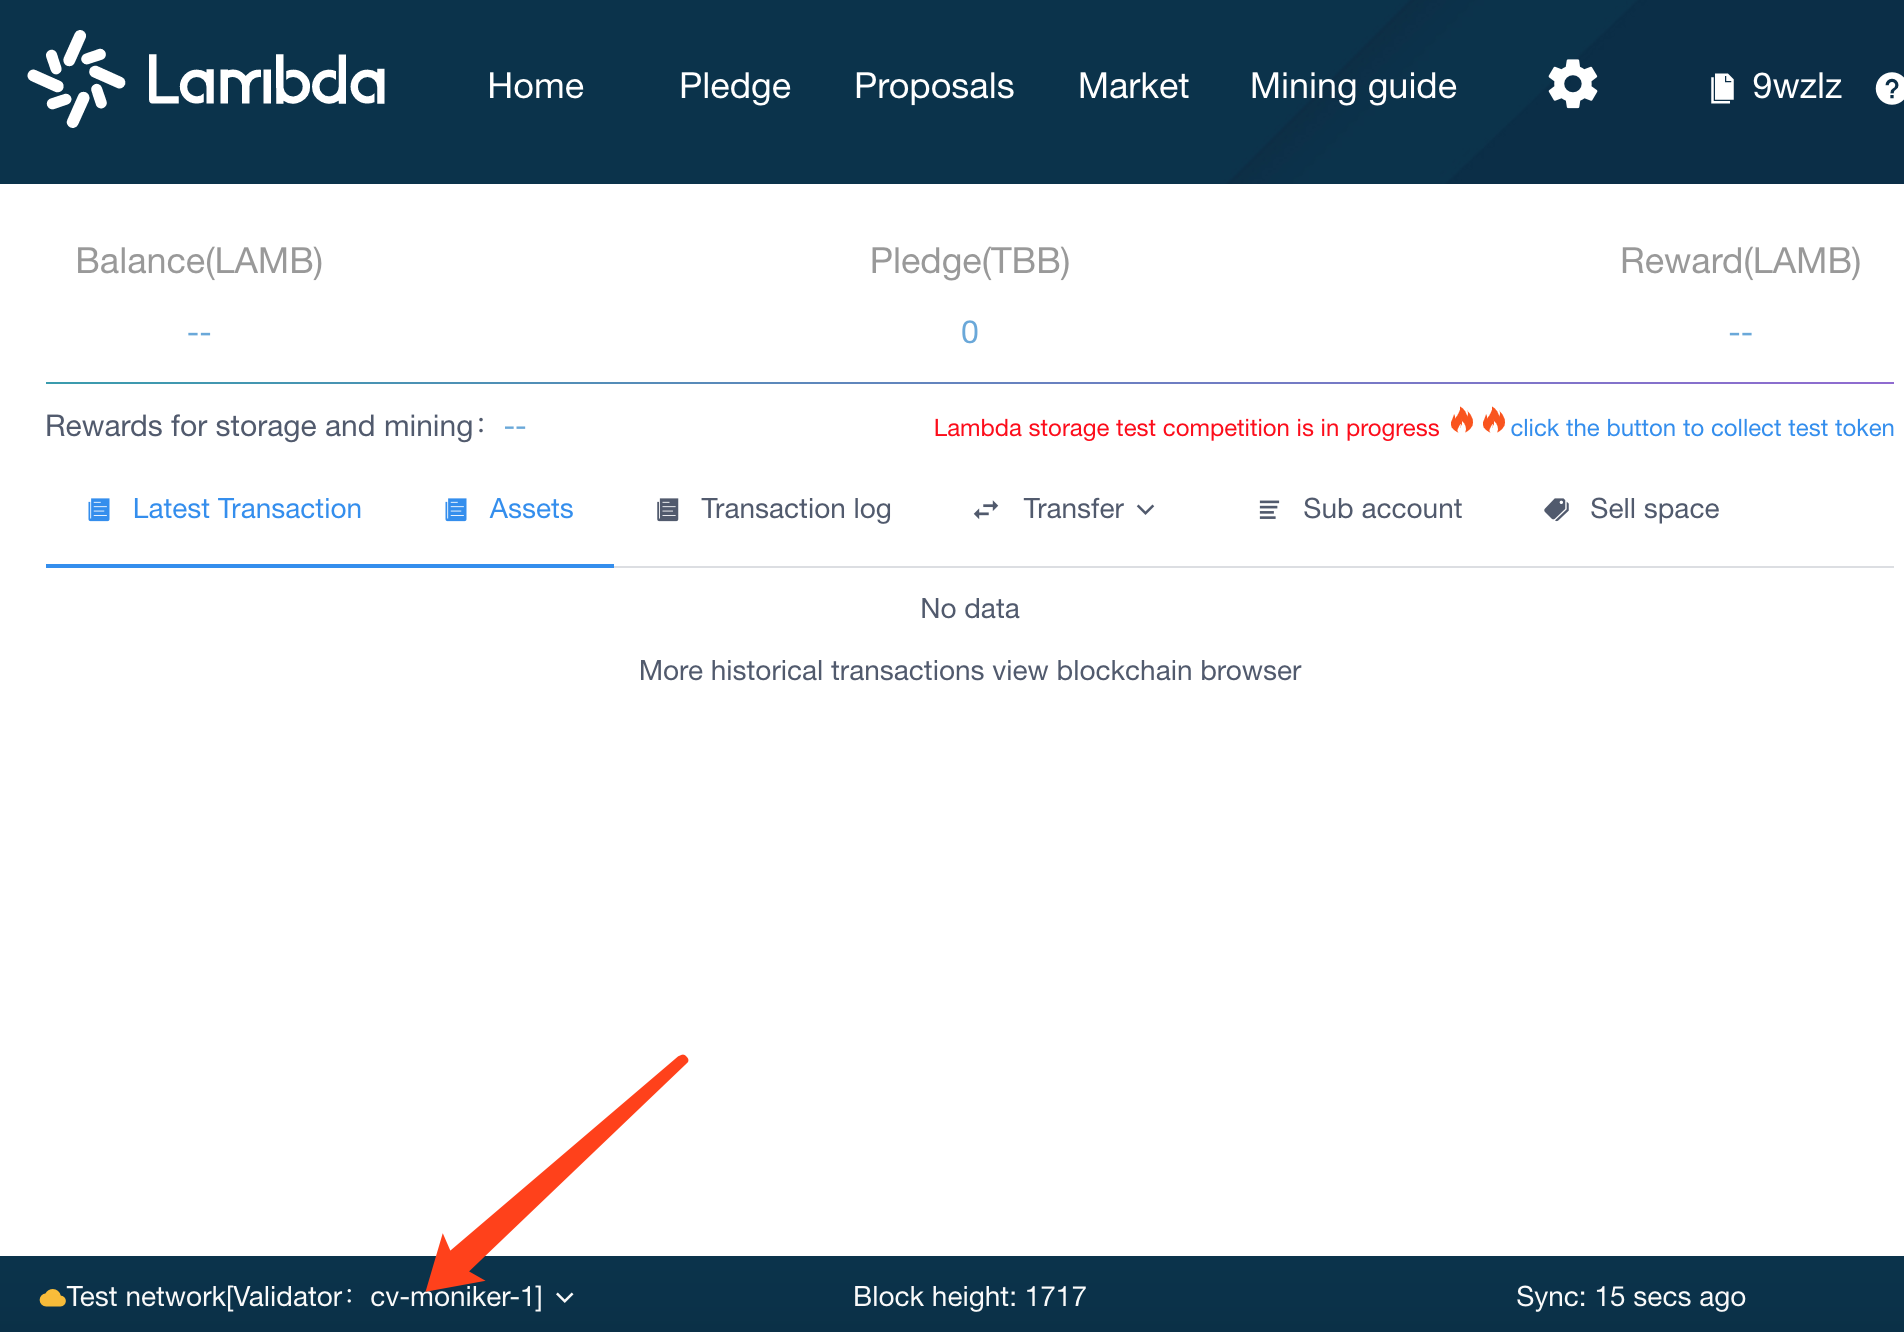 Lambda Home Pledge Proposals Market Mining guide 9wzlz ?
Balance(LAMB) Pledge(TBB) Reward(LAMB)
-- 0 --
Rewards for storage and mining： -- Lambda storage test competition is in progress 🔥🔥 click the button to collect test token
Latest Transaction Assets Transaction log Transfer Sub account Sell space
No data
More historical transactions view blockchain browser
Test network[Validator： cv-moniker-1] Block height: 1717 Sync: 15 secs ago